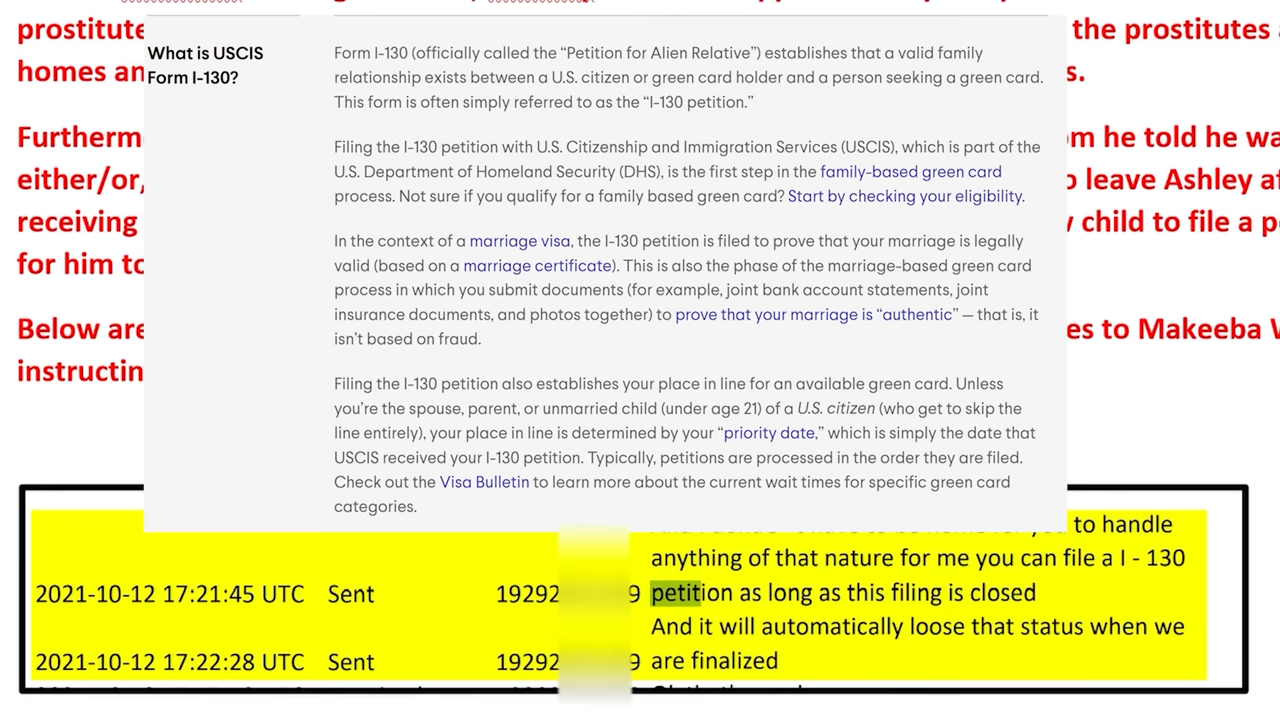 prostitute
the prostitutes
homes an
s.
What is USCIS
Form I-130?
Form I-130 (officially called the “Petition for Alien Relative”) establishes that a valid family
relationship exists between a U.S. citizen or green card holder and a person seeking a green card.
This form is often simply referred to as the “I-130 petition.”
Filing the I-130 petition with U.S. Citizenship and Immigration Services (USCIS), which is part of the
U.S. Department of Homeland Security (DHS), is the first step in the family-based green card
process. Not sure if you qualify for a family based green card? Start by checking your eligibility.
In the context of a marriage visa, the I-130 petition is filed to prove that your marriage is legally
valid (based on a marriage certificate). This is also the phase of the marriage-based green card
process in which you submit documents (for example, joint bank account statements, joint
insurance documents, and photos together) to prove that your marriage is “authentic” — that is, it
isn’t based on fraud.
Filing the I-130 petition also establishes your place in line for an available green card. Unless
you’re the spouse, parent, or unmarried child (under age 21) of a U.S. citizen (who get to skip the
line entirely), your place in line is determined by your “priority date,” which is simply the date that
USCIS received your I-130 petition. Typically, petitions are processed in the order they are filed.
Check out the Visa Bulletin to learn more about the current wait times for specific green card
categories.
Furtherm
om he told he wa
either/or,
leave Ashley af
receiving
child to file a p
for him to
Below are
es to Makeeba W
instructin
to handle
anything of that nature for me you can file a I - 130
2021-10-12 17:21:45 UTC Sent 19292 9 petition as long as this filing is closed
And it will automatically loose that status when we
2021-10-12 17:22:28 UTC Sent 19292 9 are finalized